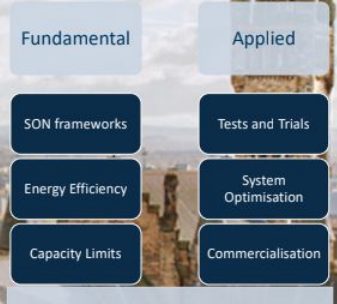 Fundamental
Applied
SON frameworks
Tests and Trials
Energy Efficiency
System
Optimisation
Capacity Limits
Commercialisation